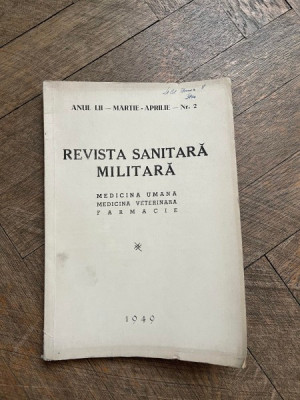 ANUL LII — MARTIE - APRILIE — Nr. 2
REVISTA SANITARĂ
MILITARĂ
MEDICINA UMANA
MEDICINA VETERINARA
FARMACIE
1949